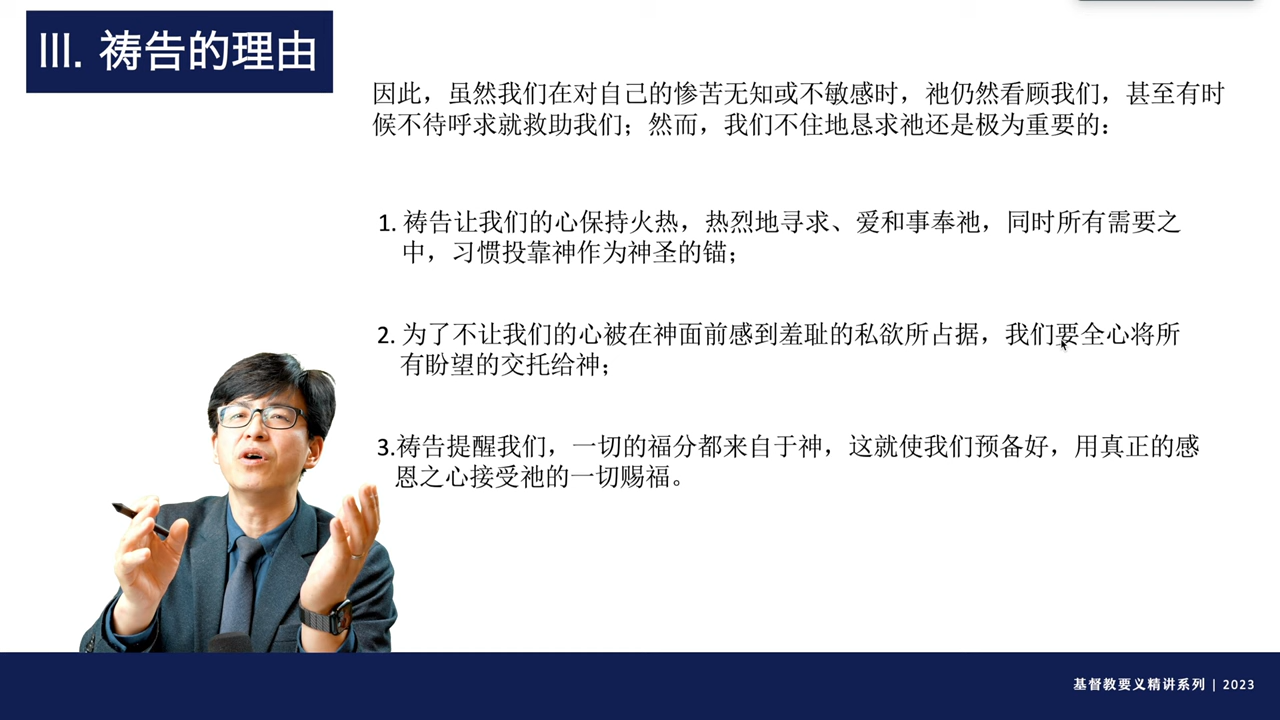 III. 祷告的理由
因此，虽然我们在对自己的惨苦无知或不敏感时，祂仍然看顾我们，甚至有时
候不待呼求就救助我们；然而，我们不住地恳求祂还是极为重要的：
1. 祷告让我们的心保持火热，热烈地寻求、爱和事奉祂，同时所有需要之
中，习惯投靠神作为神圣的锚；
2. 为了不让我们的心被在神面前感到羞耻的私欲所占据，我们要全心将所
有盼望的交托给神；
3.祷告提醒我们，一切的福分都来自于神，这就使我们预备好，用真正的感
恩之心接受祂的一切赐福。
基督教要义精讲系列 | 2023